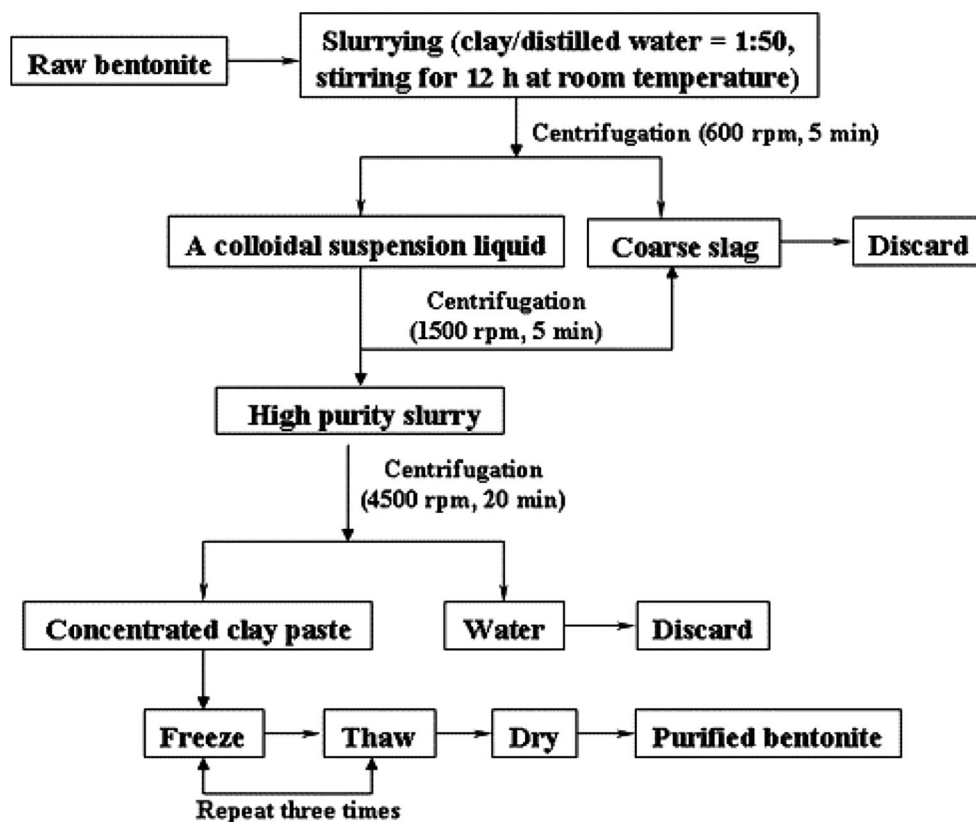 Raw bentonite
Slurrying (clay/distilled water = 1:50,
stirring for 12 h at room temperature)
Centrifugation (600 rpm, 5 min)
A colloidal suspension liquid
Coarse slag
Discard
Centrifugation
(1500 rpm, 5 min)
High purity slurry
Centrifugation
(4500 rpm, 20 min)
Concentrated clay paste
Water
Discard
Freeze
Thaw
Dry
Purified bentonite
Repeat three times